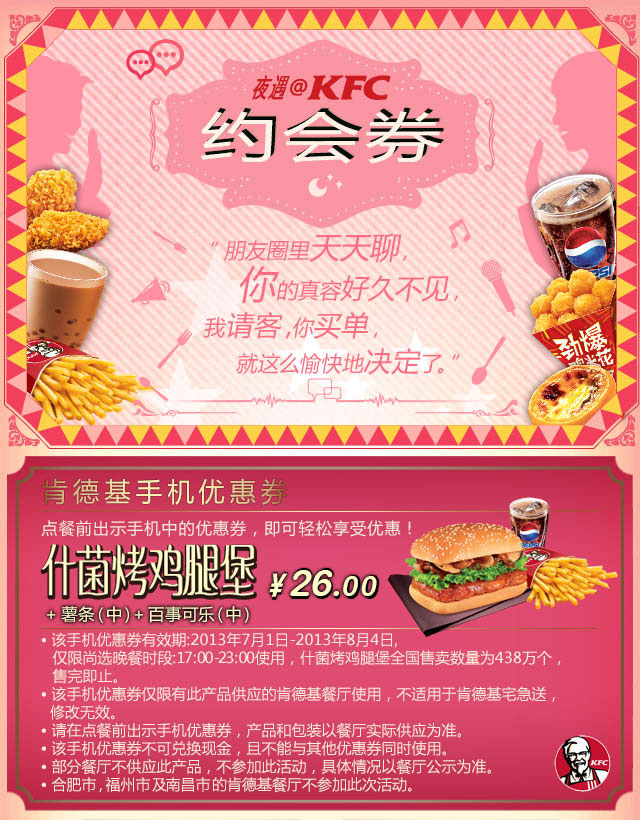 夜遇@KFC
约会券
“朋友圈里天天聊，
你的真容好久不见，
我请客，你买单，
就这么愉快地决定了。”
劲爆
肯德基手机优惠券
点餐前出示手机中的优惠券，即可轻松享受优惠！
什菌烤鸡腿堡 ¥26.00
+薯条(中)+百事可乐(中)
• 该手机优惠券有效期:2013年7月1日-2013年8月4日,
仅限尚选晚餐时段:17:00-23:00使用，什菌烤鸡腿堡全国售卖数量为438万个，
售完即止。
• 该手机优惠券仅限有此产品供应的肯德基餐厅使用，不适用于肯德基宅急送，
修改无效。
• 请在点餐前出示手机优惠券，产品和包装以餐厅实际供应为准。
• 该手机优惠券不可兑换现金，且不能与其他优惠券同时使用。
• 部分餐厅不供应此产品，不参加此活动，具体情况以餐厅公示为准。
• 合肥市,福州市及南昌市的肯德基餐厅不参加此次活动。
KFC